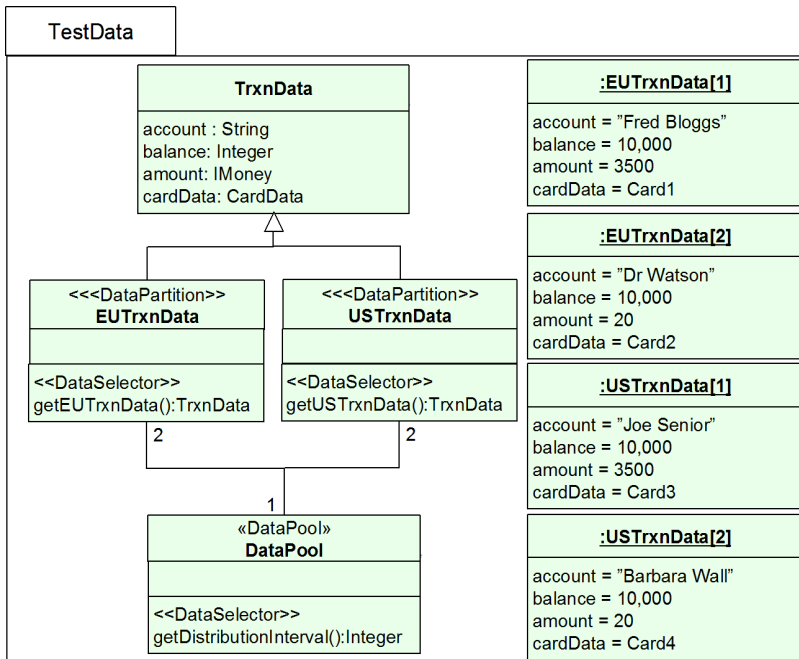 TestData
TrxnData
account : String
balance: Integer
amount: IMoney
cardData: CardData
<<<DataPartition>>
EUTrxnData
<<DataSelector>>
getEUTrxnData():TrxnData
2
<<<DataPartition>>
USTrxnData
<<DataSelector>>
getUSTrxnData():TrxnData
2
1
«DataPool»
DataPool
<<DataSelector>>
getDistributionInterval():Integer
:EUTrxnData[1]
account = ”Fred Bloggs”
balance = 10,000
amount = 3500
cardData = Card1
:EUTrxnData[2]
account = ”Dr Watson”
balance = 10,000
amount = 20
cardData = Card2
:USTrxnData[1]
account = ”Joe Senior”
balance = 10,000
amount = 3500
cardData = Card3
:USTrxnData[2]
account = ”Barbara Wall”
balance = 10,000
amount = 20
cardData = Card4